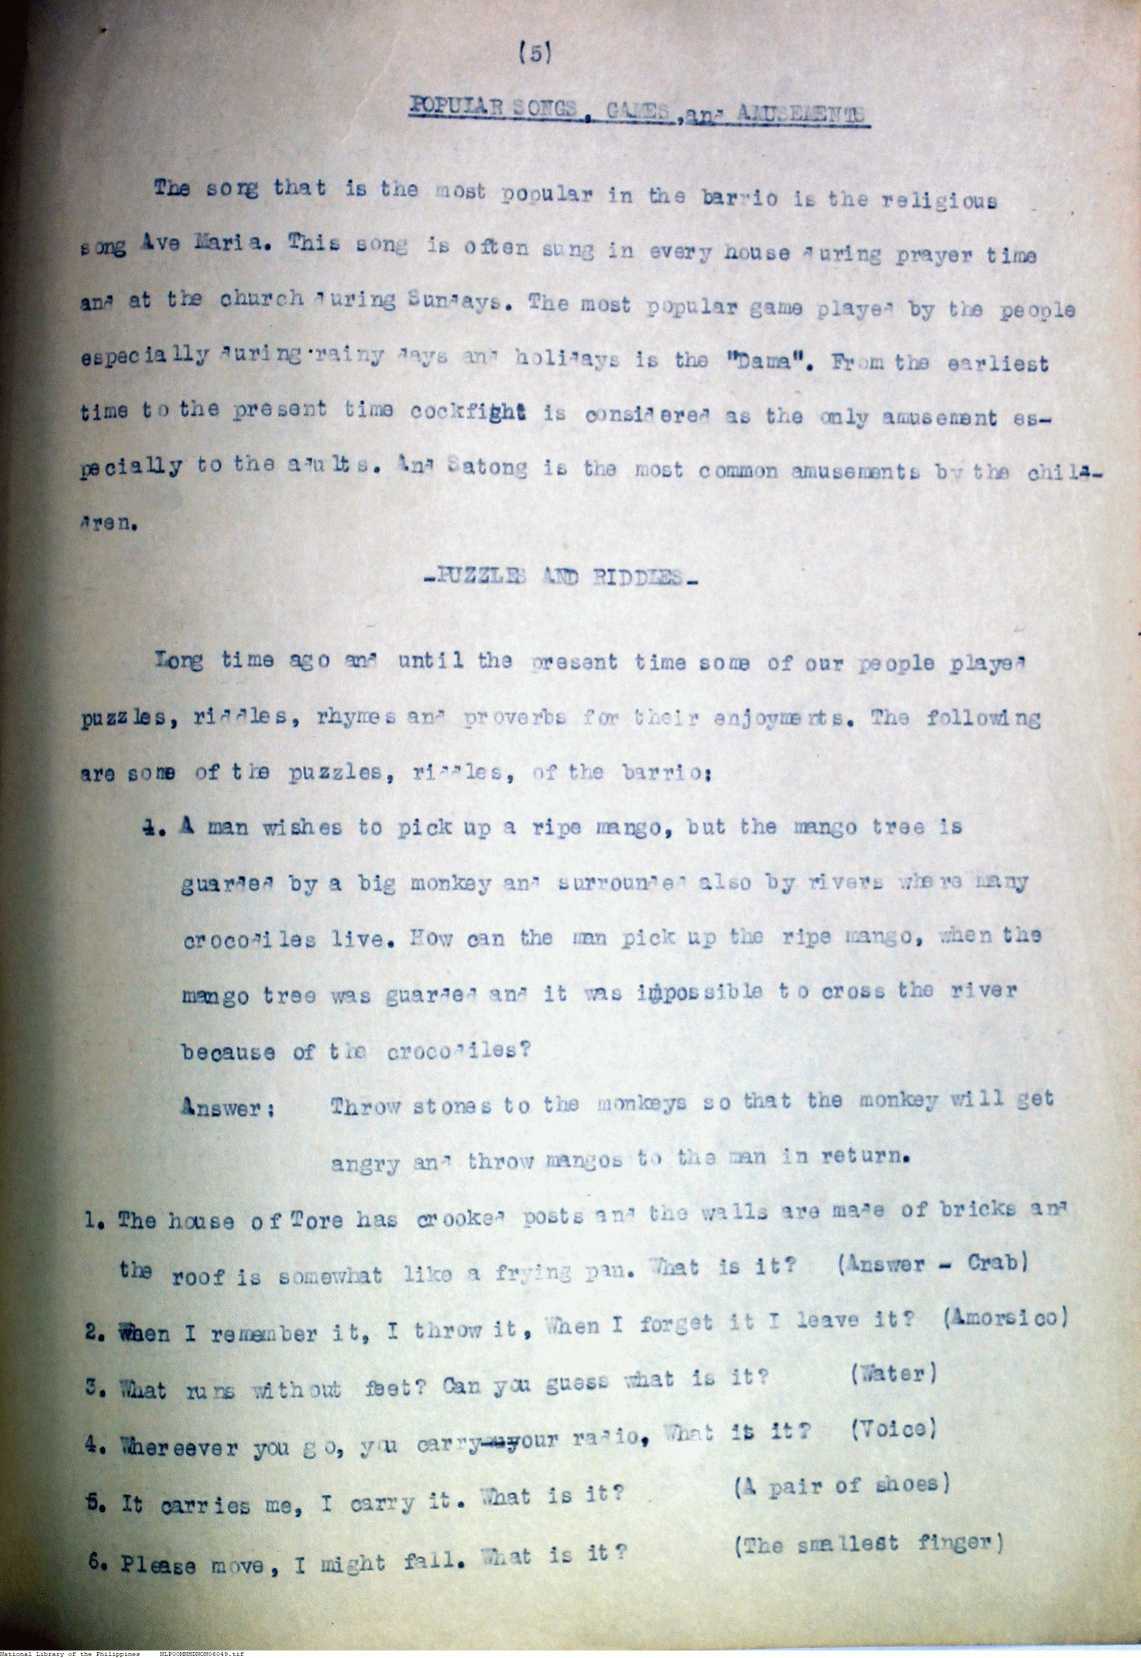 (5)
POPULAR SONGS, GAMES, and AMUSEMENTS
The song that is the most popular in the barrio is the religious
song Ave Maria. This song is often sung in every house during prayer time
and at the church during Sundays. The most popular game played by the people
especially during rainy days and holidays is the "Dama". From the earliest
time to the present time cockfight is considered as the only amusement es-
pecially to the adults. And Satong is the most common amusements by the child-
dren.
-PUZZLES AND RIDDLES-
Long time ago and until the present time some of our people played
puzzles, riddles, rhymes and proverbs for their enjoyments. The following
are some of the puzzles, riddles, of the barrio:
1. A man wishes to pick up a ripe mango, but the mango tree is
guarded by a big monkey and surrounded also by rivers where many
crocodiles live. How can the man pick up the ripe mango, when the
mango tree was guarded and it was impossible to cross the river
because of the crocodiles?
Answer: Throw stones to the monkeys so that the monkey will get
angry and throw mangos to the man in return.
1. The house of Tore has crooked posts and the walls are made of bricks and
the roof is somewhat like a frying pan. What is it? (Answer - Crab)
2. When I remember it, I throw it, When I forget it I leave it? (Amorsico)
3. What runs without feet? Can you guess what is it? (Water)
4. Whereever you go, you carry your radio, What is it? (Voice)
5. It carries me, I carry it. What is it? (A pair of shoes)
6. Please move, I might fall. What is it? (The smallest finger)
National Library of the Philippines